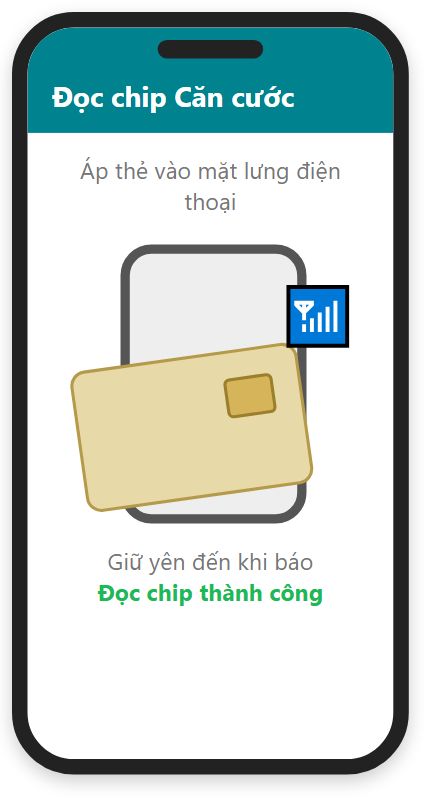 Đọc chip Căn cước
Áp thẻ vào mặt lưng điện
thoại
Giữ yên đến khi báo
Đọc chip thành công